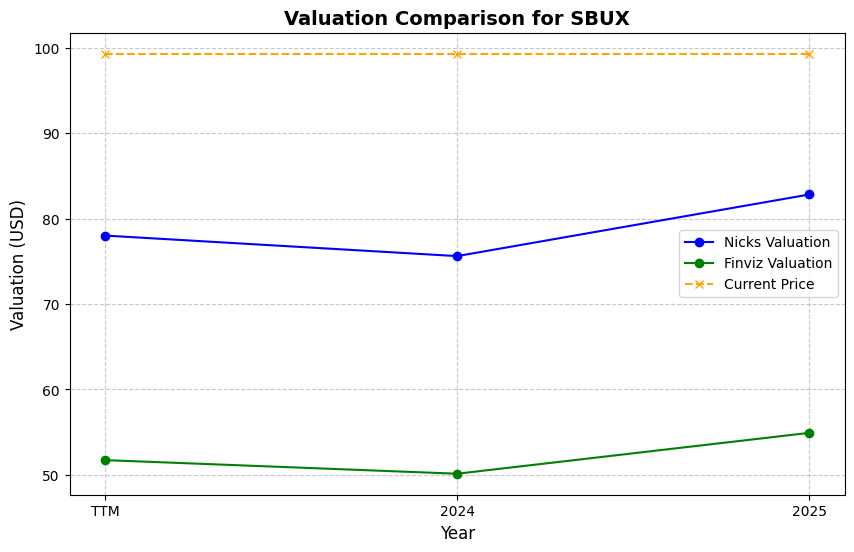 Valuation Comparison for SBUX
Valuation (USD)
100
90
80
70
60
50
Nicks Valuation
Finviz Valuation
Current Price
TTM 2024 2025
Year